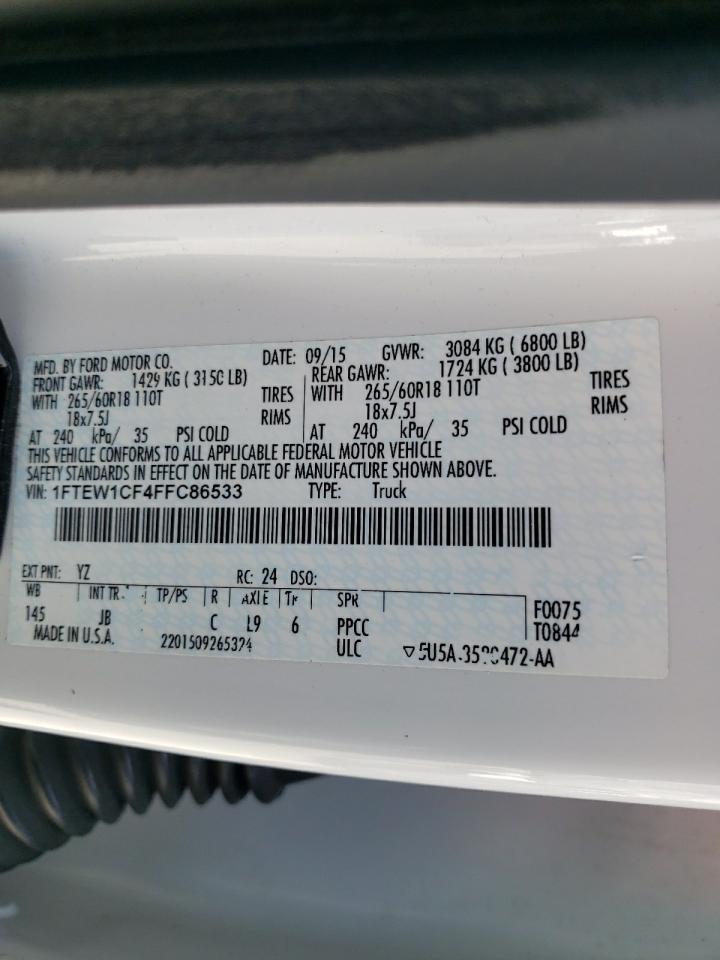 MFD. BY FORD MOTOR CO. DATE: 09/15 GVWR: 3084 KG ( 6800 LB)
FRONT GAWR: 1429 KG ( 3150 LB) REAR GAWR: 1724 KG ( 3800 LB)
WITH 265/60R18 110T TIRES WITH 265/60R18 110T TIRES
18x7.5J RIMS 18x7.5J RIMS
AT 240 kPa/ 35 PSI COLD AT 240 kPa/ 35 PSI COLD
THIS VEHICLE CONFORMS TO ALL APPLICABLE FEDERAL MOTOR VEHICLE
SAFETY STANDARDS IN EFFECT ON THE DATE OF MANUFACTURE SHOWN ABOVE.
VIN: 1FTEW1CF4FFC86533 TYPE: Truck
EXT PNT: YZ RC: 24 DSO:
WB INT TR TP/PS R AXLE TR SPR
145 JB C L9 6 PPCC F0075
T0844
MADE IN U.S.A. 2201509265324 ULC